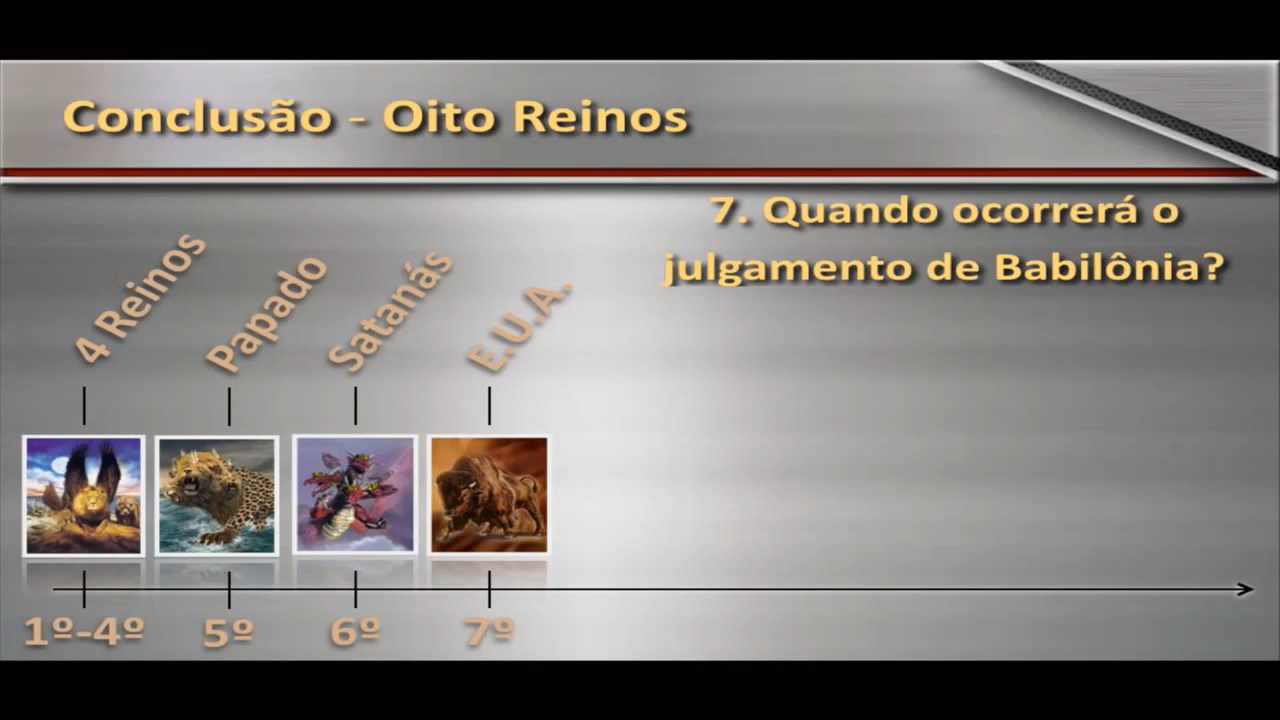 Conclusão - Oito Reinos
7. Quando ocorrerá o
julgamento de Babilônia?
4 Reinos
Papado
Satanás
E.U.A.
1º-4º
5º
6º
7º